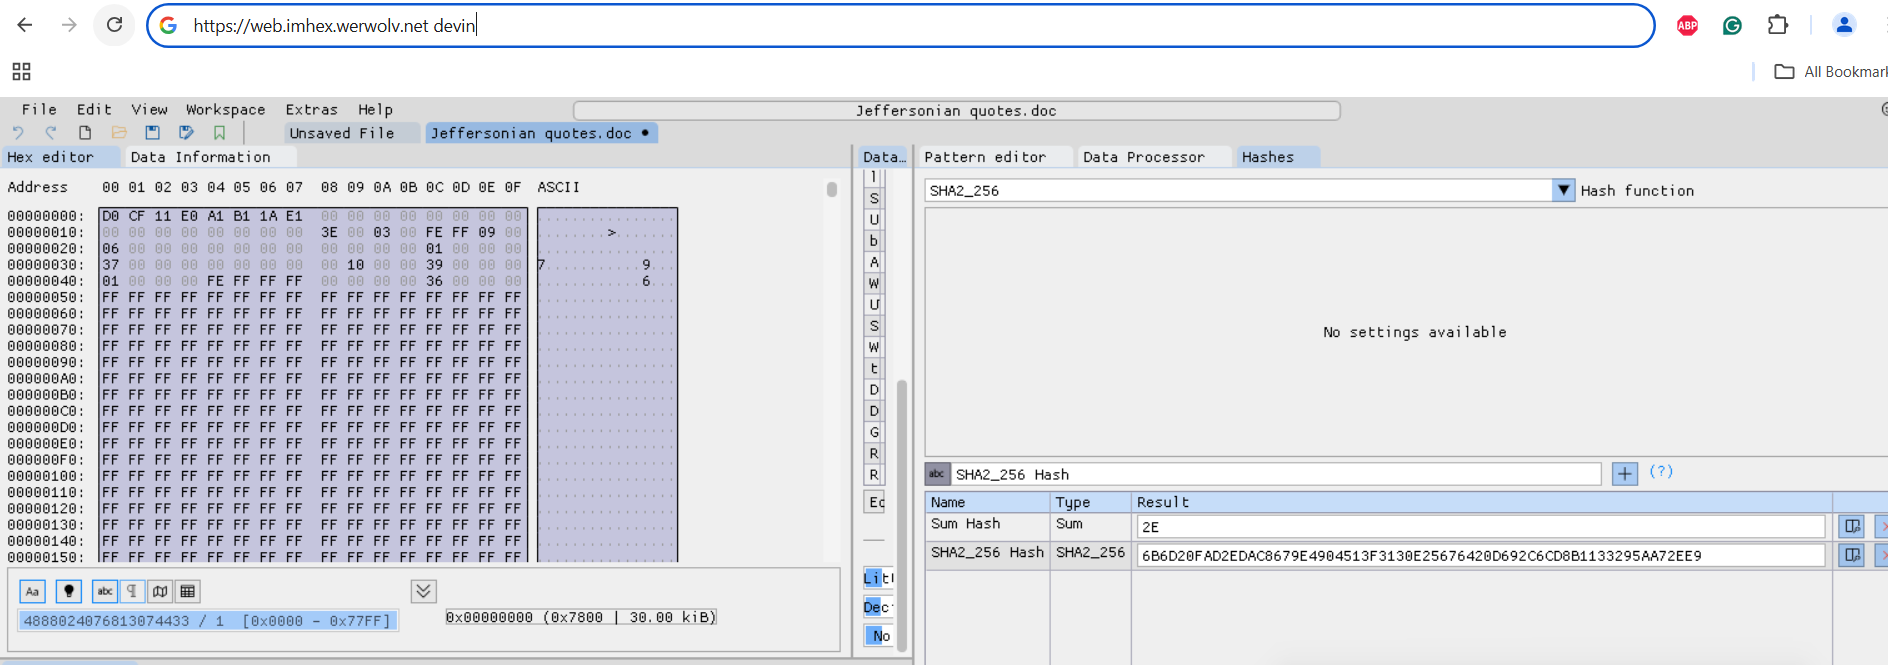 https://web.imhex.werwolv.net devin
ABP
All Bookmar
File Edit View Workspace Extras Help
Jeffersonian quotes.doc
Unsaved File Jeffersonian quotes.doc •
Hex editor Data Information
Data… Pattern editor Data Processor Hashes
Address 00 01 02 03 04 05 06 07 08 09 0A 0B 0C 0D 0E 0F ASCII
SHA2_256 Hash function
00000000: D0 CF 11 E0 A1 B1 1A E1 00 00 00 00 00 00 00 00 ................
00000010: 00 00 00 00 00 00 00 00 3E 00 03 00 FE FF 09 00 ........>.......
00000020: 06 00 00 00 00 00 00 00 00 00 00 00 01 00 00 00 ................
00000030: 37 00 00 00 00 00 00 00 00 10 00 00 39 00 00 00 7...........9...
00000040: 01 00 00 00 FE FF FF FF 00 00 00 00 36 00 00 00 ............6...
00000050: FF FF FF FF FF FF FF FF FF FF FF FF FF FF FF FF ................
00000060: FF FF FF FF FF FF FF FF FF FF FF FF FF FF FF FF ................
00000070: FF FF FF FF FF FF FF FF FF FF FF FF FF FF FF FF ................
00000080: FF FF FF FF FF FF FF FF FF FF FF FF FF FF FF FF ................
00000090: FF FF FF FF FF FF FF FF FF FF FF FF FF FF FF FF ................
000000A0: FF FF FF FF FF FF FF FF FF FF FF FF FF FF FF FF ................
000000B0: FF FF FF FF FF FF FF FF FF FF FF FF FF FF FF FF ................
000000C0: FF FF FF FF FF FF FF FF FF FF FF FF FF FF FF FF ................
000000D0: FF FF FF FF FF FF FF FF FF FF FF FF FF FF FF FF ................
000000E0: FF FF FF FF FF FF FF FF FF FF FF FF FF FF FF FF ................
000000F0: FF FF FF FF FF FF FF FF FF FF FF FF FF FF FF FF ................
00000100: FF FF FF FF FF FF FF FF FF FF FF FF FF FF FF FF ................
00000110: FF FF FF FF FF FF FF FF FF FF FF FF FF FF FF FF ................
00000120: FF FF FF FF FF FF FF FF FF FF FF FF FF FF FF FF ................
00000130: FF FF FF FF FF FF FF FF FF FF FF FF FF FF FF FF ................
00000140: FF FF FF FF FF FF FF FF FF FF FF FF FF FF FF FF ................
00000150: FF FF FF FF FF FF FF FF FF FF FF FF FF FF FF FF ................
l
S
U
b
A
W
U
S
W
t
D
D
G
R
R
Ec
Lit
Dec
No
No settings available
abc SHA2_256 Hash + (?)
Name Type Result
Sum Hash Sum 2E
SHA2_256 Hash SHA2_256 6B6D20FAD2EDAC8679E4904513F3130E25676420D692C6CD8B1133295AA72EE9
Aa abc ¶
4888024076813074433 / 1 [0x0000 - 0x77FF]
0x00000000 (0x7800 | 30.00 kiB)